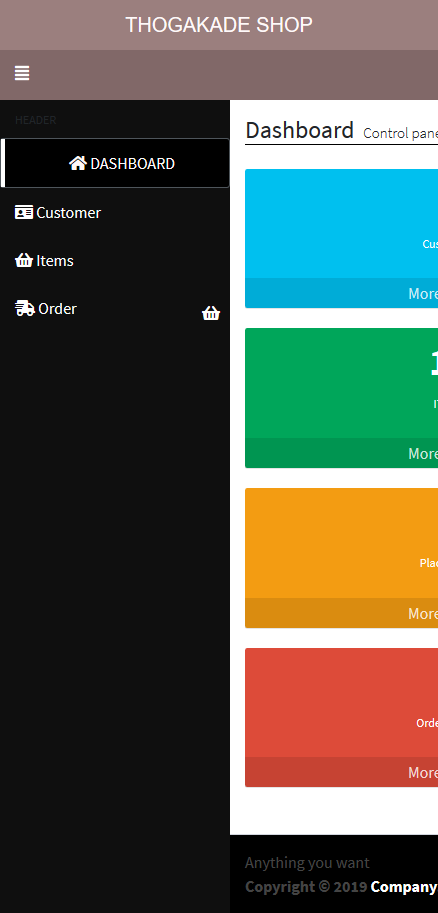 THOGAKADE SHOP
HEADER
DASHBOARD
Customer
Items
Order
Dashboard Control pane
Cus
More
1
More
Plac
More
Orde
More
Anything you want
Copyright © 2019 Company